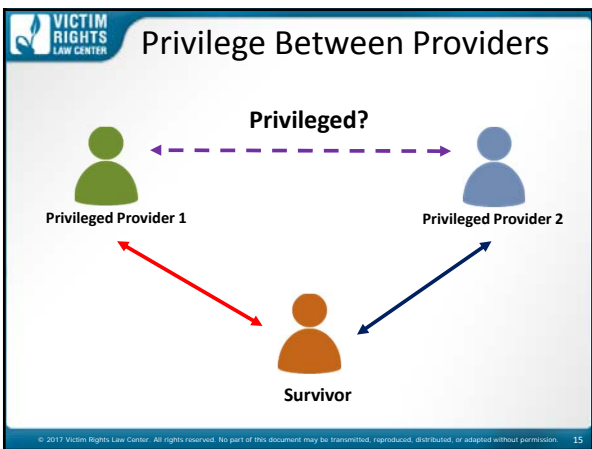 VICTIM
RIGHTS
LAW CENTER
Privilege Between Providers
Privileged?
Privileged Provider 1
Privileged Provider 2
Survivor
© 2017 Victim Rights Law Center. All rights reserved. No part of this document may be transmitted, reproduced, distributed, or adapted without permission.
15